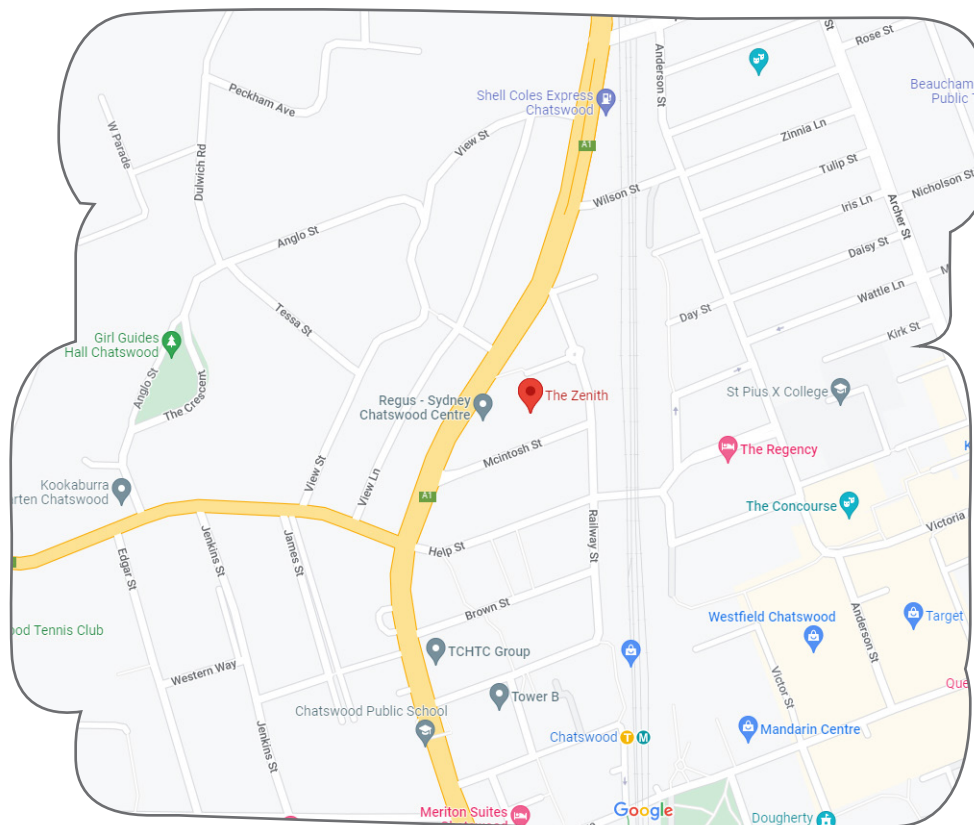 Rose St
Anderson St
Peckham Ave
Shell Coles Express
Chatswood
Beaucham
Public T
W Parade
Dulwich Rd
View St
A1
Zinnia Ln
Tulip St
Wilson St
Nicholson St
Iris Ln
Archer St
Anglo St
Daisy St
Wattle Ln
M
Tessa St
Day St
Kirk St
Girl Guides
Hall Chatswood
Anglo St
The Crescent
Regus - Sydney
Chatswood Centre
The Zenith
St Pius X College
Mcintosh St
The Regency
View St
View Ln
A1
Kookaburra
arten Chatswood
The Concourse
Railway St
Victoria
Jenkins St
James St
Help St
Edgar St
Brown St
Westfield Chatswood
Target
Anderson St
od Tennis Club
TCHTC Group
Western Way
Victor St
Que
Tower B
Chatswood Public School
Jenkins St
Chatswood
T
M
Mandarin Centre
Google
Meriton Suites
Dougherty